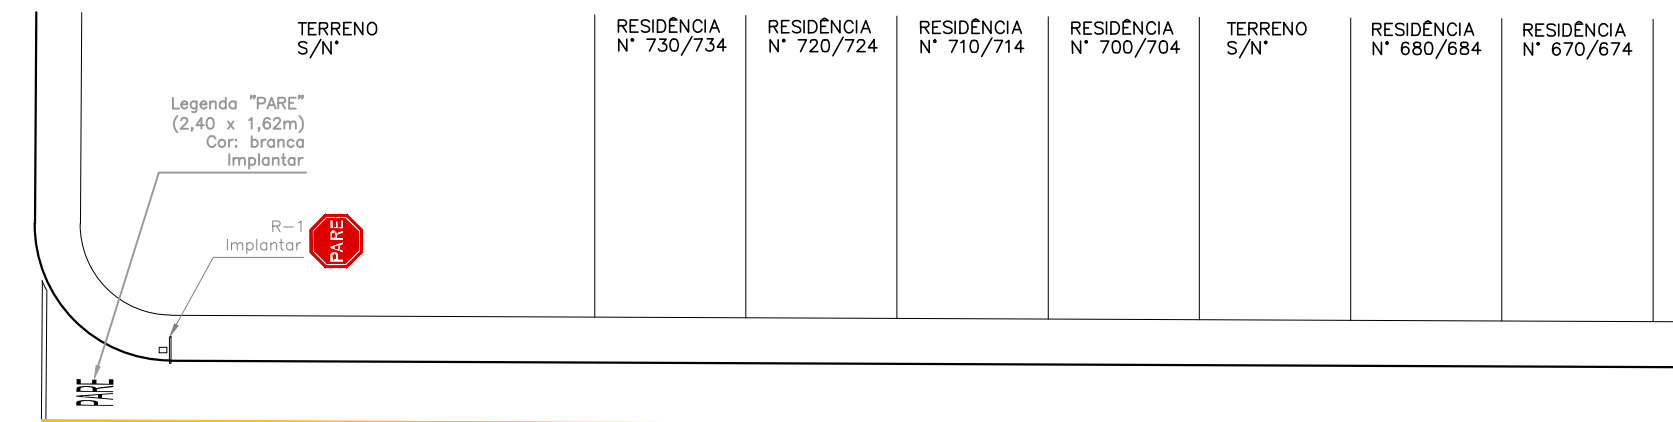 TERRENO
S/N°
RESIDÊNCIA
N° 730/734
RESIDÊNCIA
N° 720/724
RESIDÊNCIA
N° 710/714
RESIDÊNCIA
N° 700/704
TERRENO
S/N°
RESIDÊNCIA
N° 680/684
RESIDÊNCIA
N° 670/674
Legenda "PARE"
(2,40 x 1,62m)
Cor: branca
Implantar
R-1
Implantar
PARE
PARE